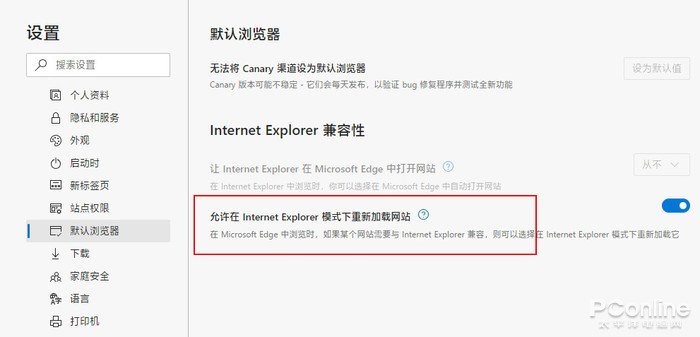 设置
搜索设置
个人资料
隐私和服务
外观
启动时
新标签页
站点权限
默认浏览器
下载
家庭安全
语言
打印机
默认浏览器
无法将 Canary 渠道设为默认浏览器
设为默认值
Canary 版本可能不稳定 - 它们会每天发布，以验证 bug 修复程序并测试全新功能
Internet Explorer 兼容性
让 Internet Explorer 在 Microsoft Edge 中打开网站
从不
在 Internet Explorer 中浏览时，你可以选择在 Microsoft Edge 中自动打开网站
允许在 Internet Explorer 模式下重新加载网站
在 Microsoft Edge 中浏览时，如果某个网站需要与 Internet Explorer 兼容，则可以选择在 Internet Explorer 模式下重新加载它
PConline
太平洋电脑网